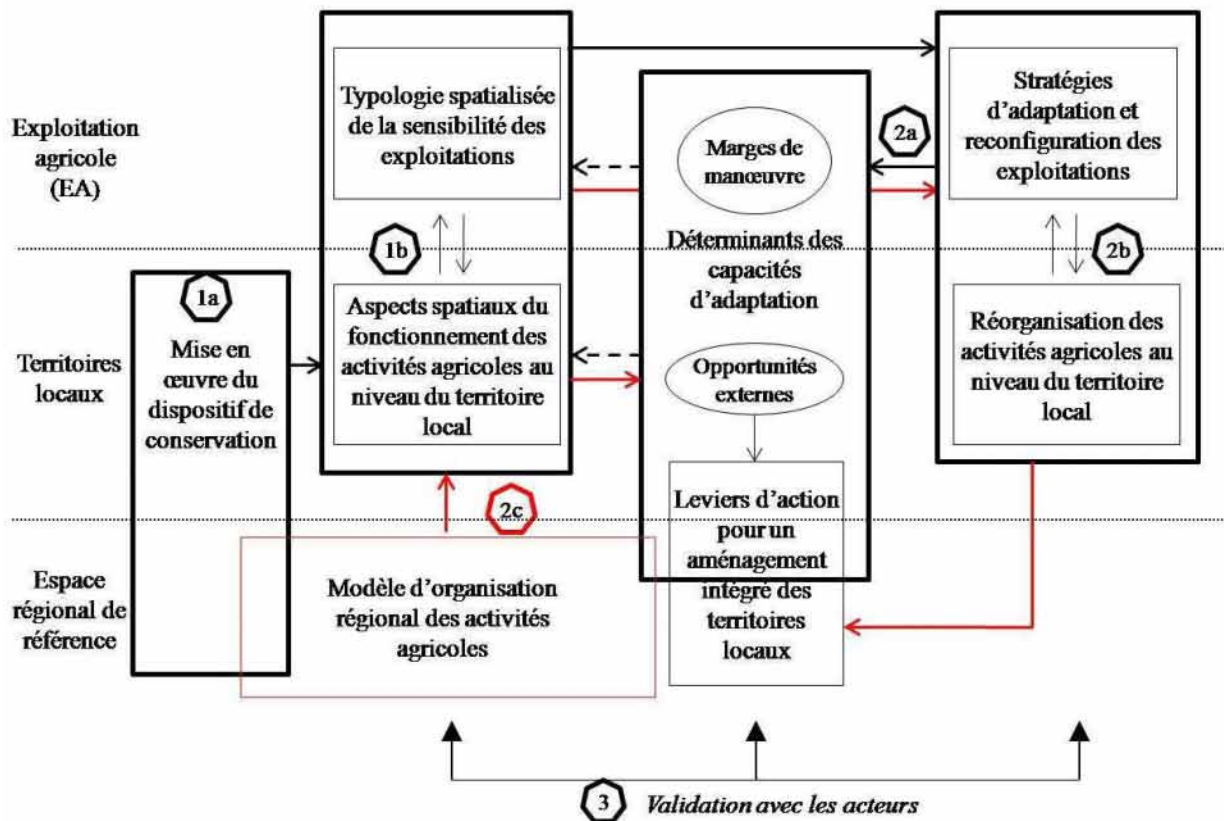 Exploitation
agricole
(EA)
Typologie spatialisée
de la sensibilité des
exploitations
Marges de
manœuvre
2a
Stratégies
d'adaptation et
reconfiguration des
exploitations
1b
Déterminants des
capacités
d'adaptation
2b
Territoires
locaux
1a
Mise en
œuvre du
dispositif de
conservation
Aspects spatiaux du
fonctionnement des
activités agricoles au
niveau du territoire
local
Opportunités
externes
Réorganisation des
activités agricoles au
niveau du territoire
local
2c
Espace
régional de
référence
Modèle d'organisation
régional des activités
agricoles
Leviers d'action
pour un
aménagement
intégré des
territoires
locaux
3
Validation avec les acteurs